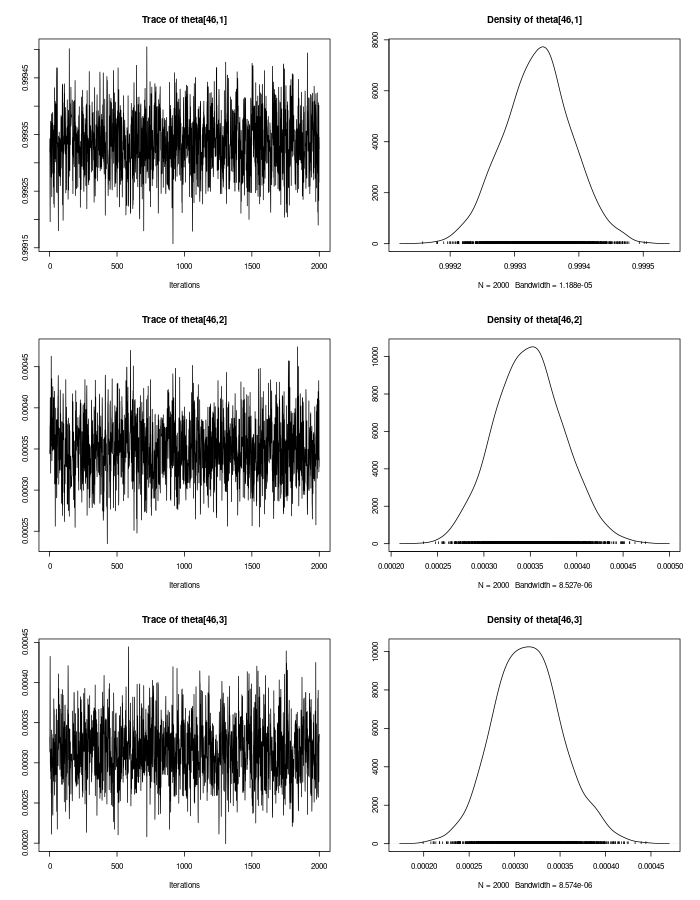 Trace of theta[46,1]
0.99915 0.99925 0.99935 0.99945
0 500 1000 1500 2000
Iterations
Density of theta[46,1]
0 2000 4000 6000 8000
0.9992 0.9993 0.9994 0.9995
N = 2000 Bandwidth = 1.188e-05
Trace of theta[46,2]
0.00025 0.00030 0.00035 0.00040 0.00045
0 500 1000 1500 2000
Iterations
Density of theta[46,2]
0 2000 4000 6000 8000 10000
0.00020 0.00025 0.00030 0.00035 0.00040 0.00045 0.00050
N = 2000 Bandwidth = 8.527e-06
Trace of theta[46,3]
0.00020 0.00025 0.00030 0.00035 0.00040 0.00045
0 500 1000 1500 2000
Iterations
Density of theta[46,3]
0 2000 4000 6000 8000 10000
0.00020 0.00025 0.00030 0.00035 0.00040 0.00045
N = 2000 Bandwidth = 8.574e-06